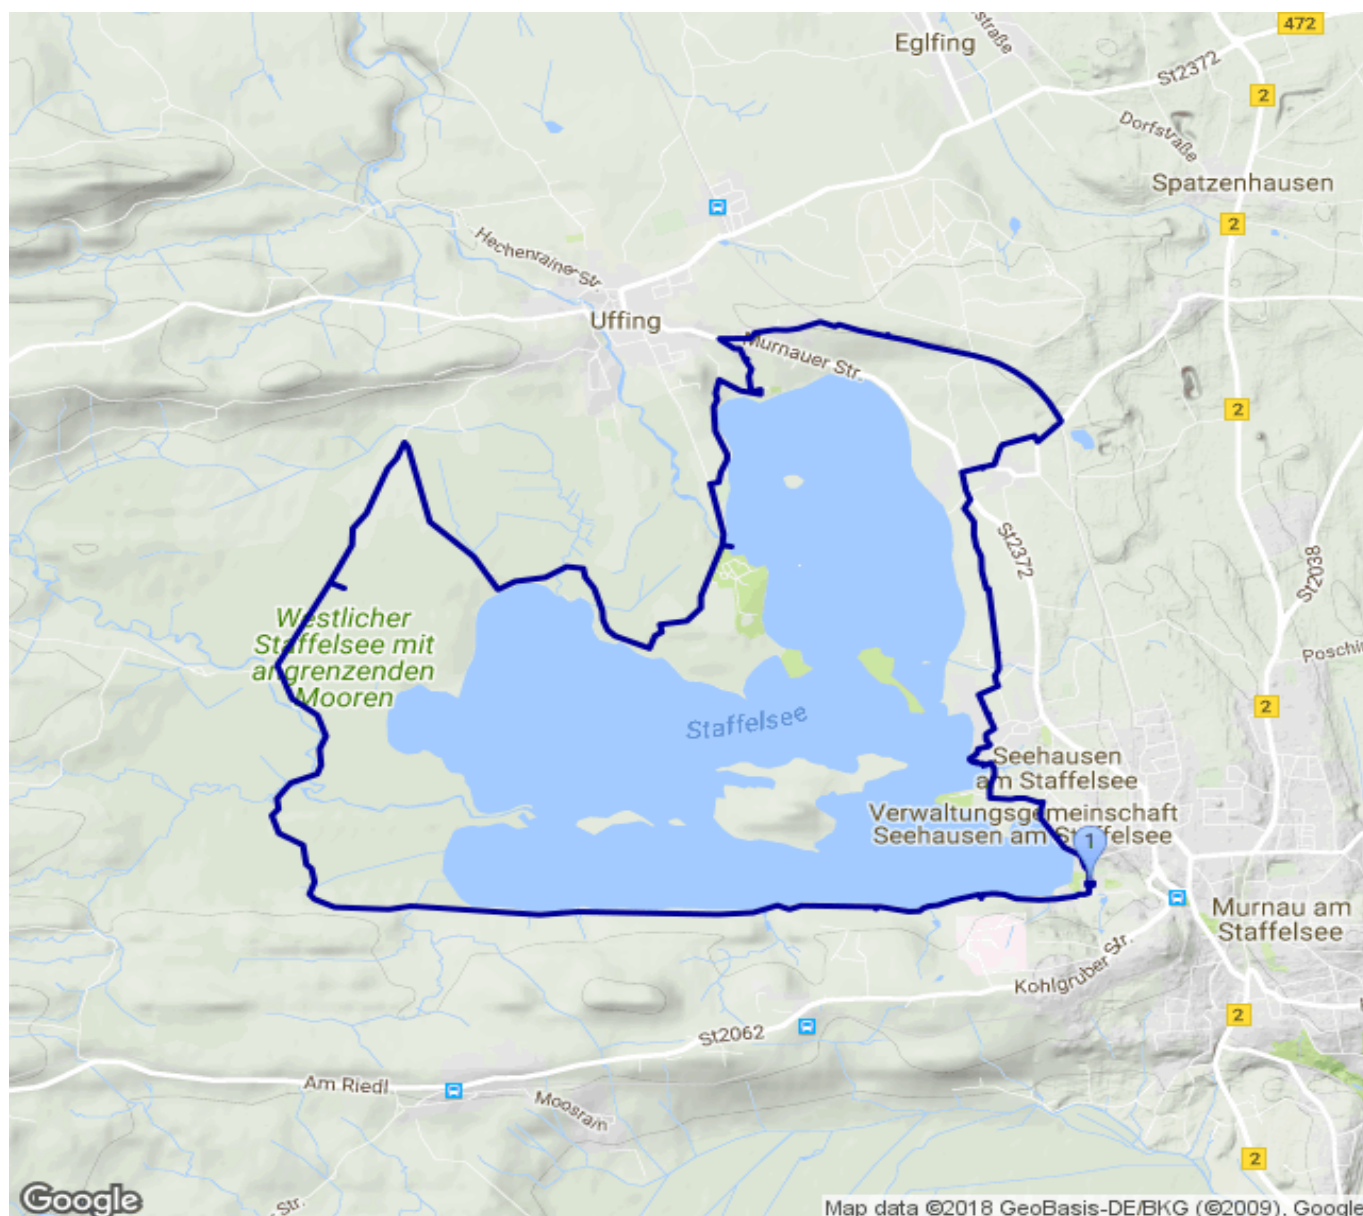 472
Eglfing
St2372
2
Dorfstraße
Spatzenhausen
2
Hechenrainer Str.
Uffing
Murnauer Str.
2
St2372
St2038
Westlicher
Staffelsee mit
angrenzenden
Mooren
2
Staffelsee
Seehausen
am Staffelsee
Verwaltungsgemeinschaft
Seehausen am Staffelsee
1
Murnau am
Staffelsee
Kohlgruber Str.
2
St2062
Am Riedl
Moosrain
2
Google
Str.
Map data ©2018 GeoBasis-DE/BKG (©2009), Google